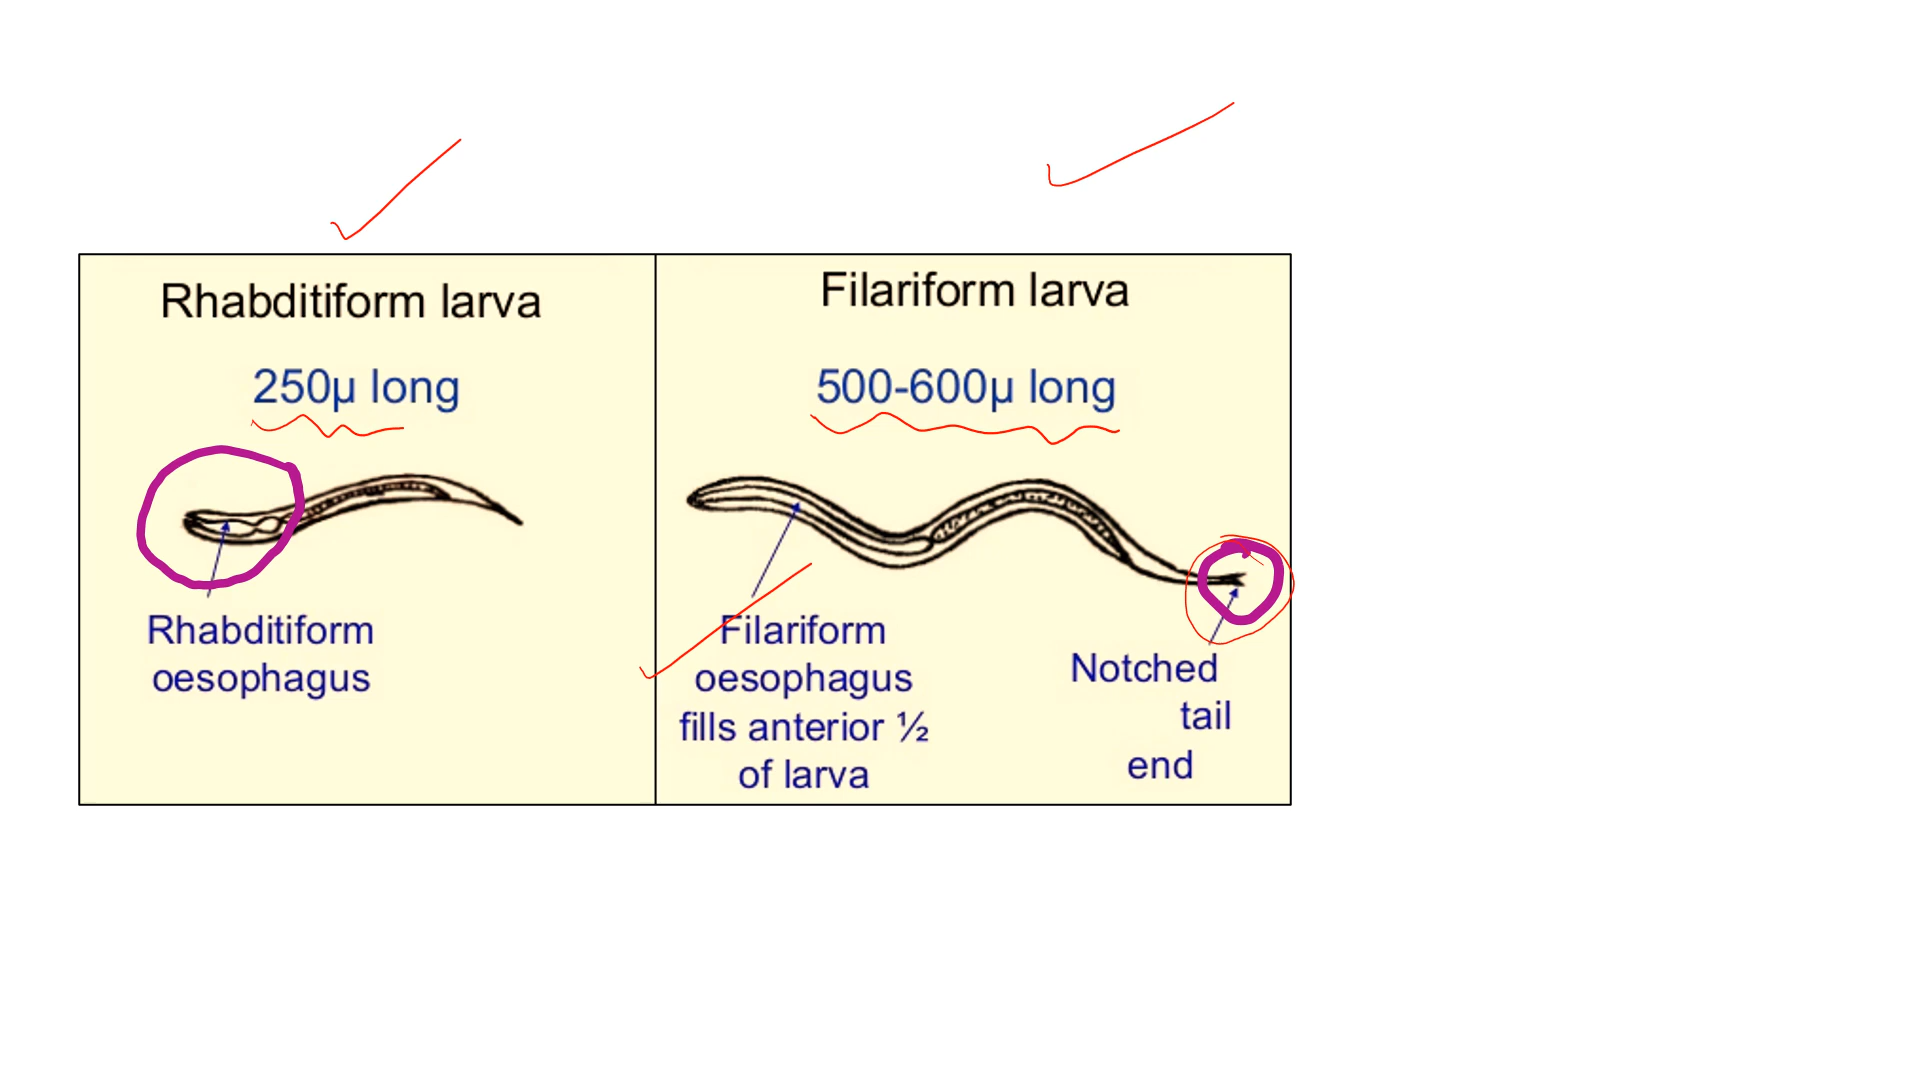 Rhabditiform larva
250µ long
Rhabditiform
oesophagus
Filariform larva
500-600µ long
Filariform
oesophagus
fills anterior ½
of larva
Notched
tail
end